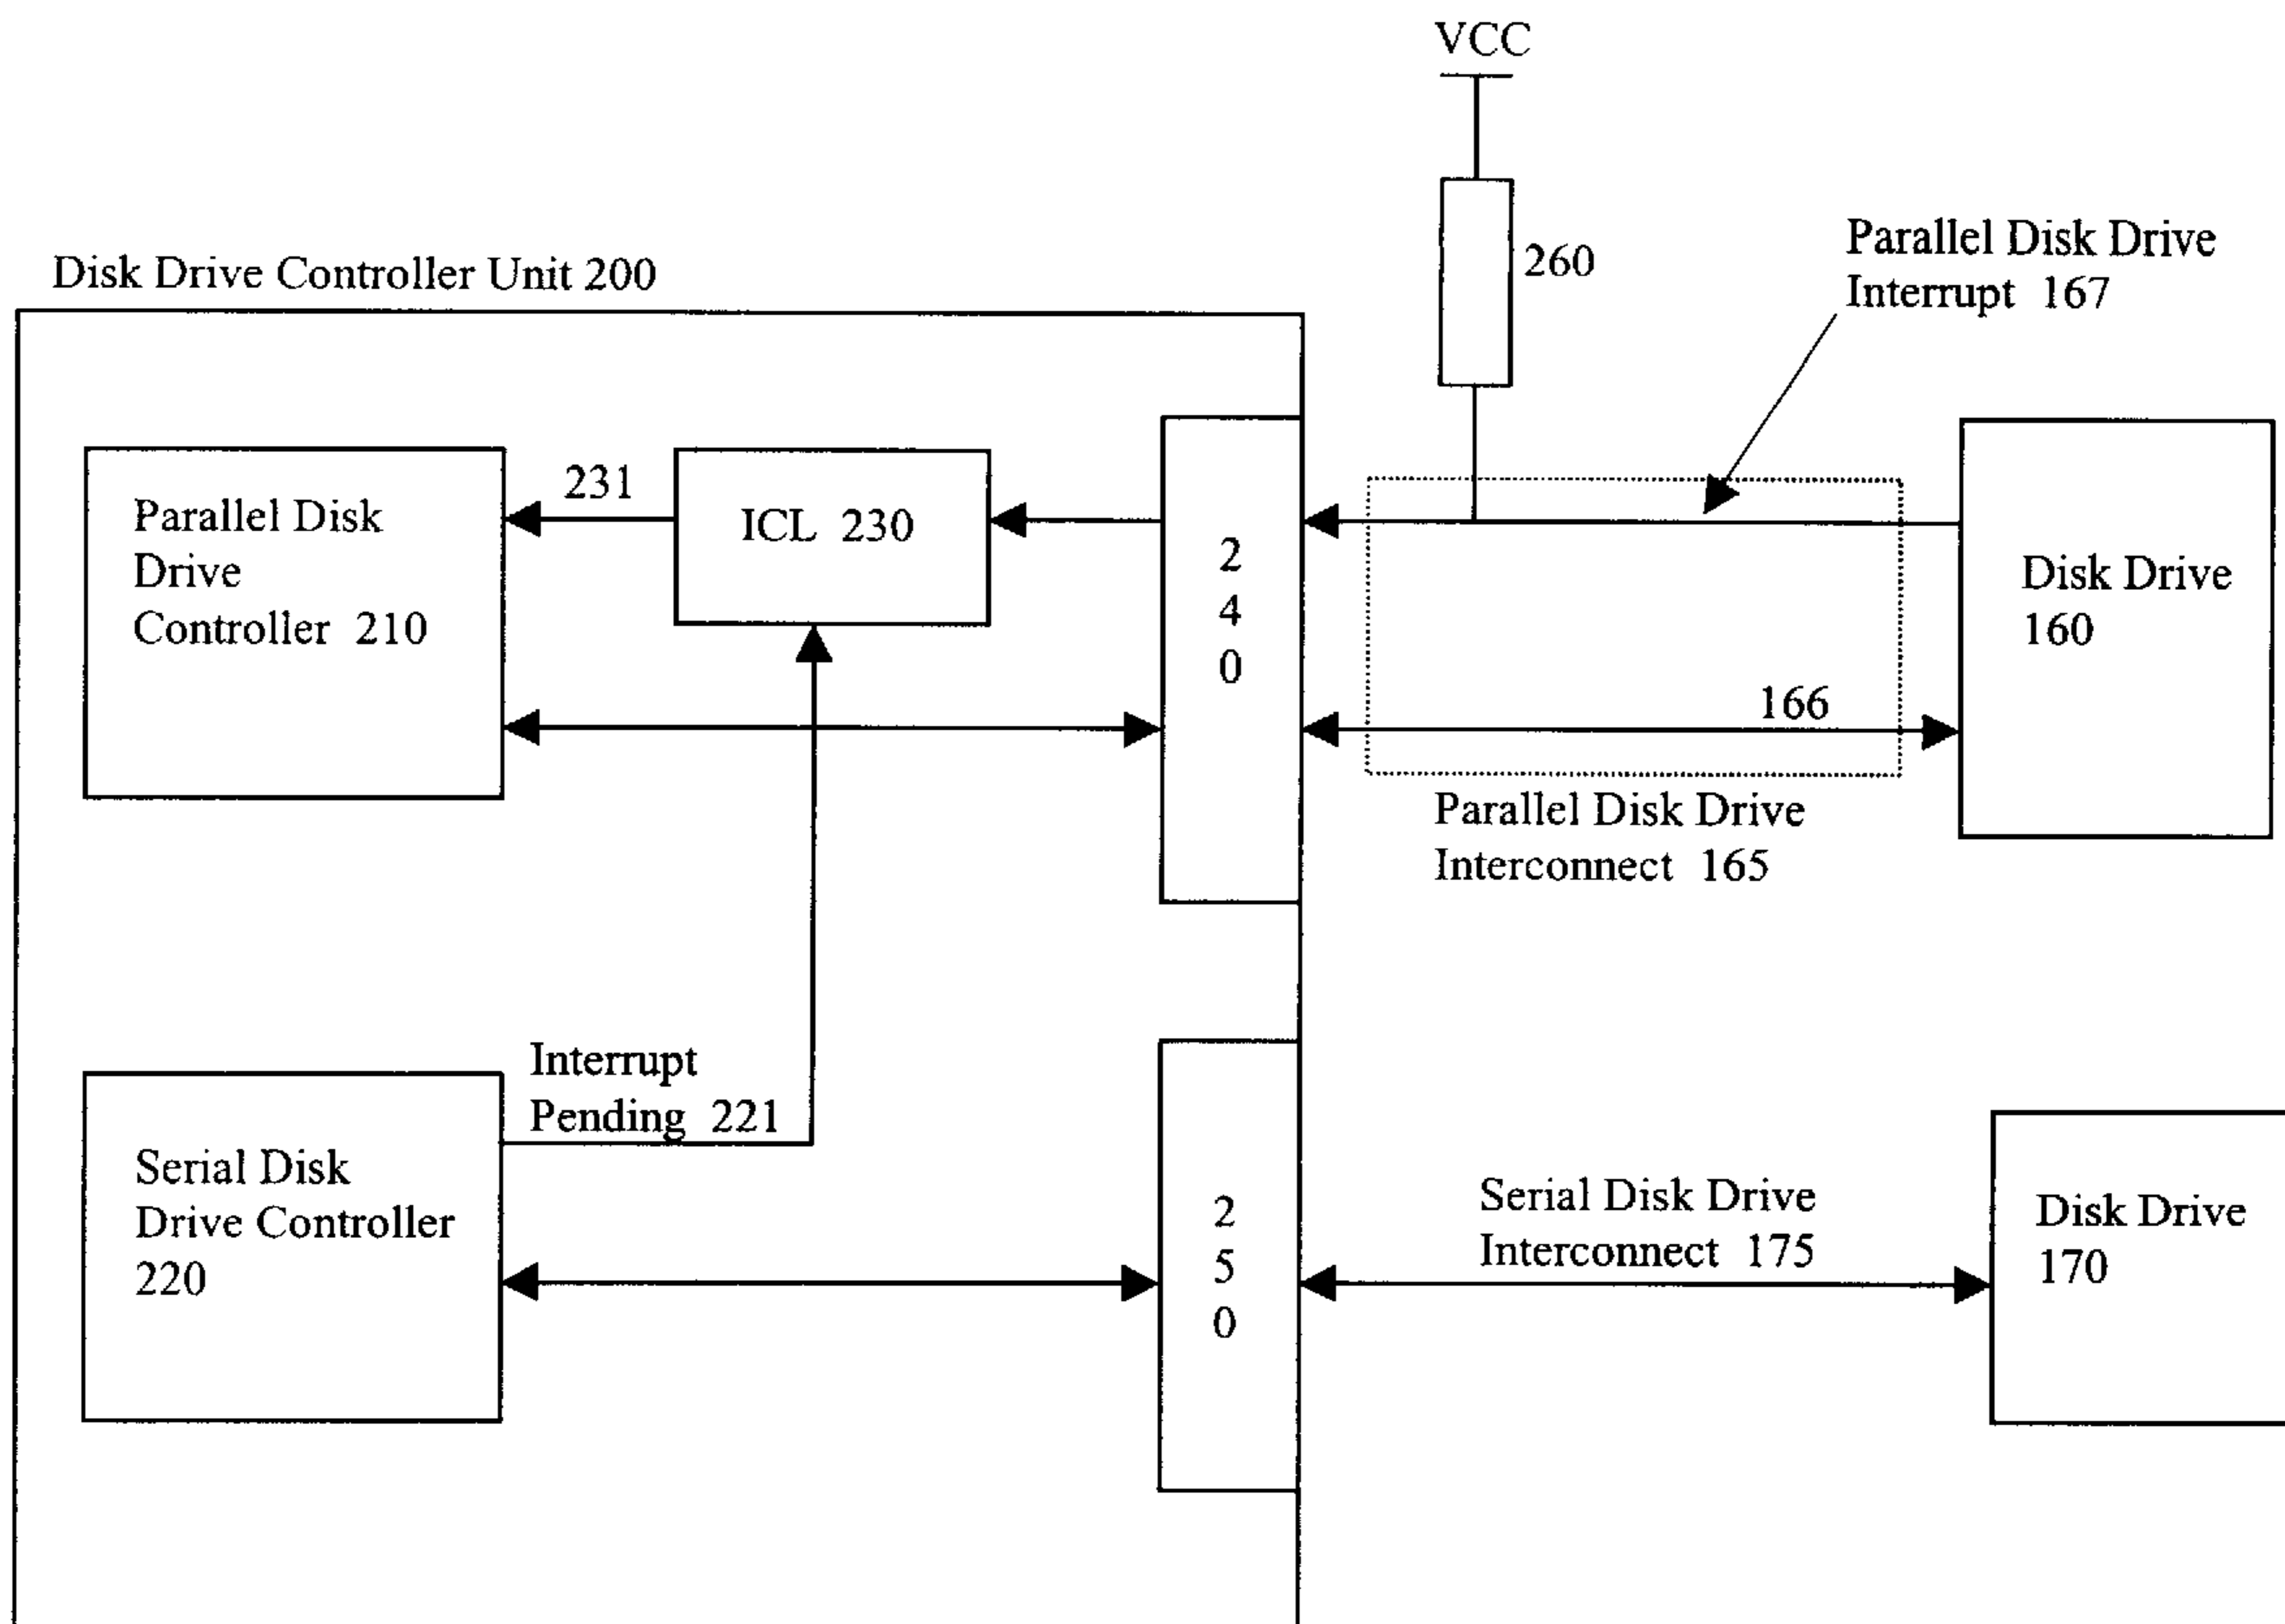 VCC
260
Parallel Disk Drive
Interrupt 167
Disk Drive Controller Unit 200
Parallel Disk
Drive
Controller 210
231
ICL 230
2
4
0
Disk Drive
160
166
Parallel Disk Drive
Interconnect 165
Interrupt
Pending 221
Serial Disk
Drive Controller
220
2
5
0
Serial Disk Drive
Interconnect 175
Disk Drive
170